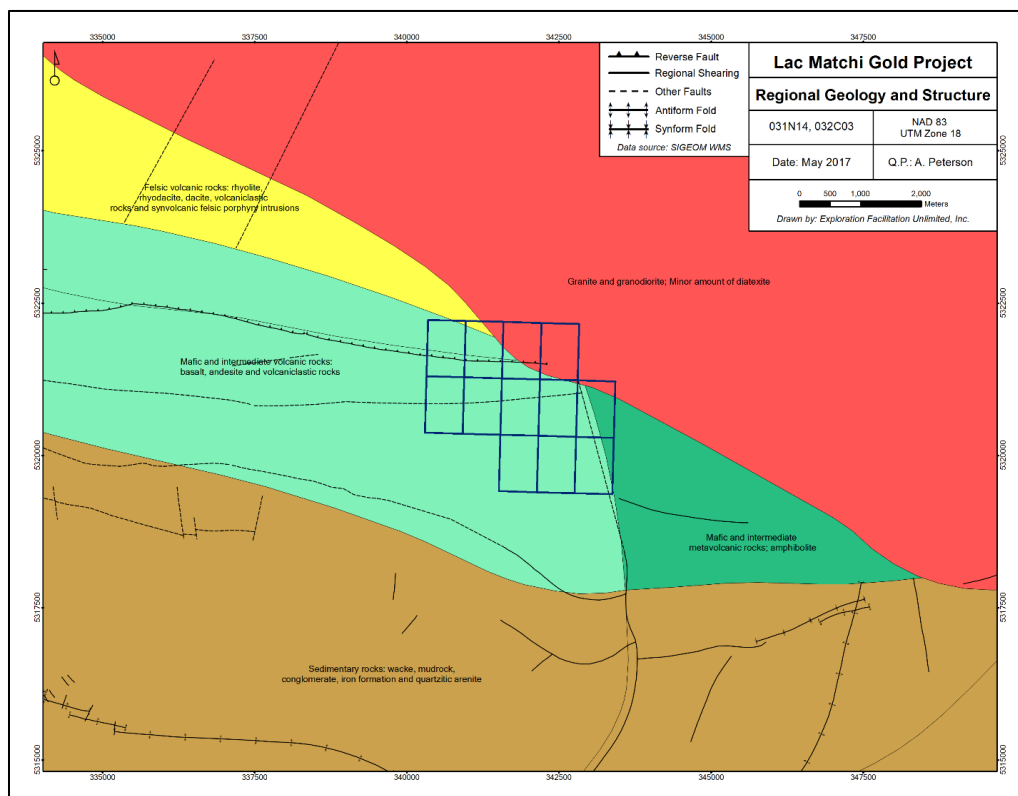 335000 337500 340000 342500 345000 347500
Reverse Fault
Regional Shearing
Other Faults
Antiform Fold
Synform Fold
Data source: SIGEOM WMS
Lac Matchi Gold Project
Regional Geology and Structure
031N14, 032C03
NAD 83
UTM Zone 18
Date: May 2017
Q.P.: A. Peterson
0 500 1,000 2,000
Meters
Drawn by: Exploration Facilitation Unlimited, Inc.
5325000 5325000
Felsic volcanic rocks: rhyolite,
rhyodacite, dacite, volcaniclastic
rocks and synvolcanic felsic porphyry intrusions
Granite and granodiorite; Minor amount of diatexite
5322500 5322500
Mafic and intermediate volcanic rocks:
basalt, andesite and volcaniclastic rocks
5320000 5320000
Mafic and intermediate
metavolcanic rocks; amphibolite
5317500 5317500
Sedimentary rocks: wacke, mudrock,
conglomerate, iron formation and quartzitic arenite
5315000 5315000
335000 337500 340000 342500 345000 347500